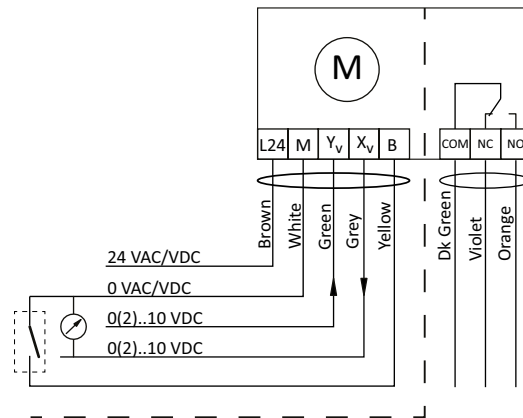 M
L24 M Yv Xv B COM NC NO
Brown White Green Grey Yellow Dk Green Violet Orange
24 VAC/VDC
0 VAC/VDC
0(2)..10 VDC
0(2)..10 VDC